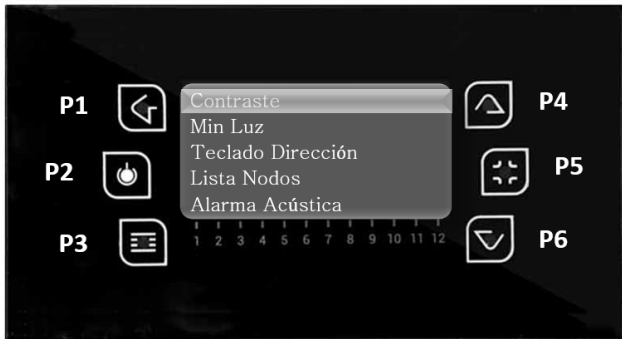 P1
P2
P3
Contraste
Min Luz
Teclado Dirección
Lista Nodos
Alarma Acústica
1 2 3 4 5 6 7 8 9 10 11 12
P4
P5
P6